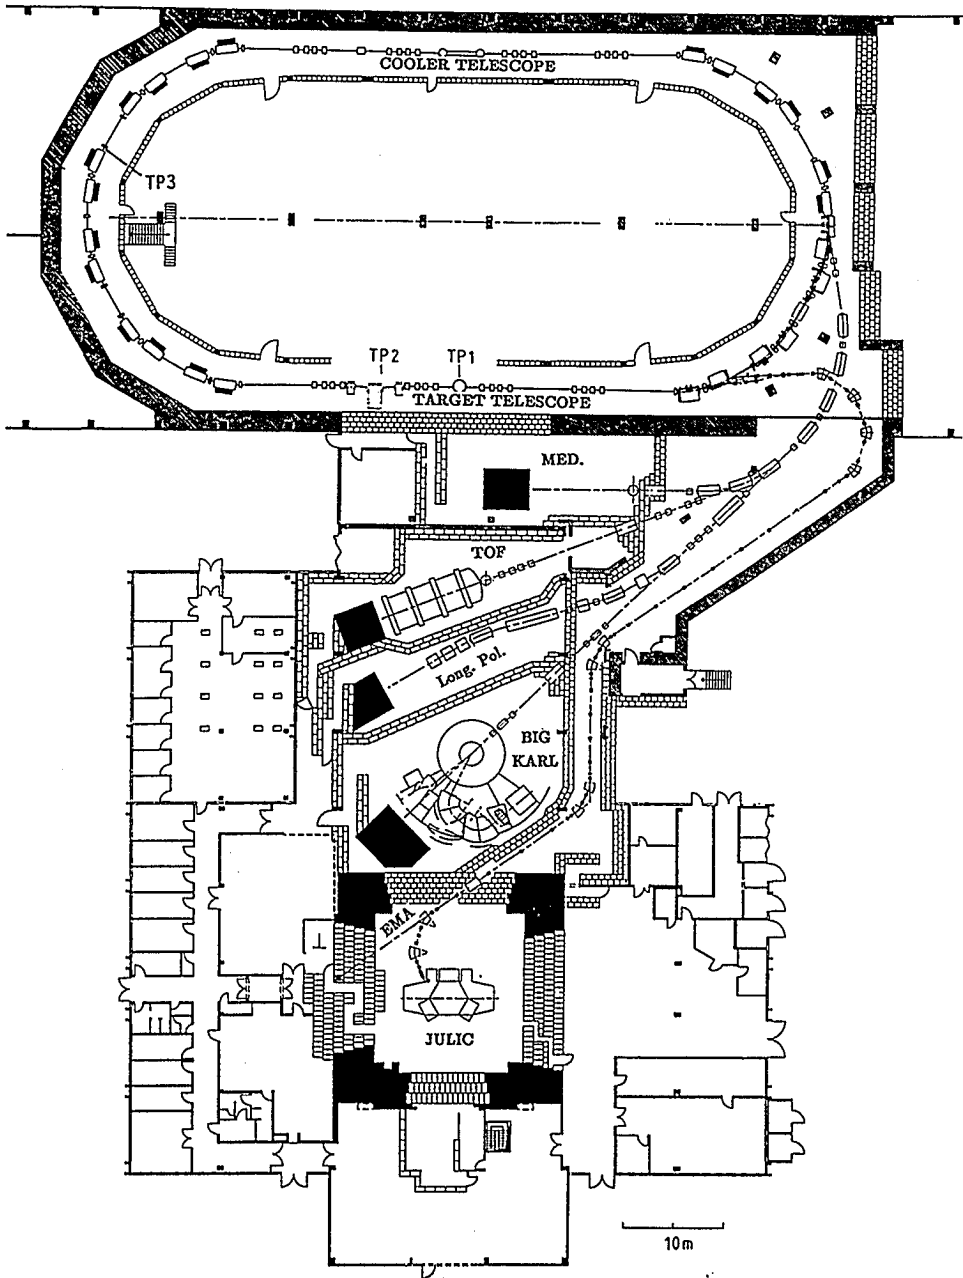 COOLER TELESCOPE
TP3
TP2
TP1
TARGET TELESCOPE
MED.
TOF
Long. Pol.
BIG
KARL
EMA
JULIC
10m